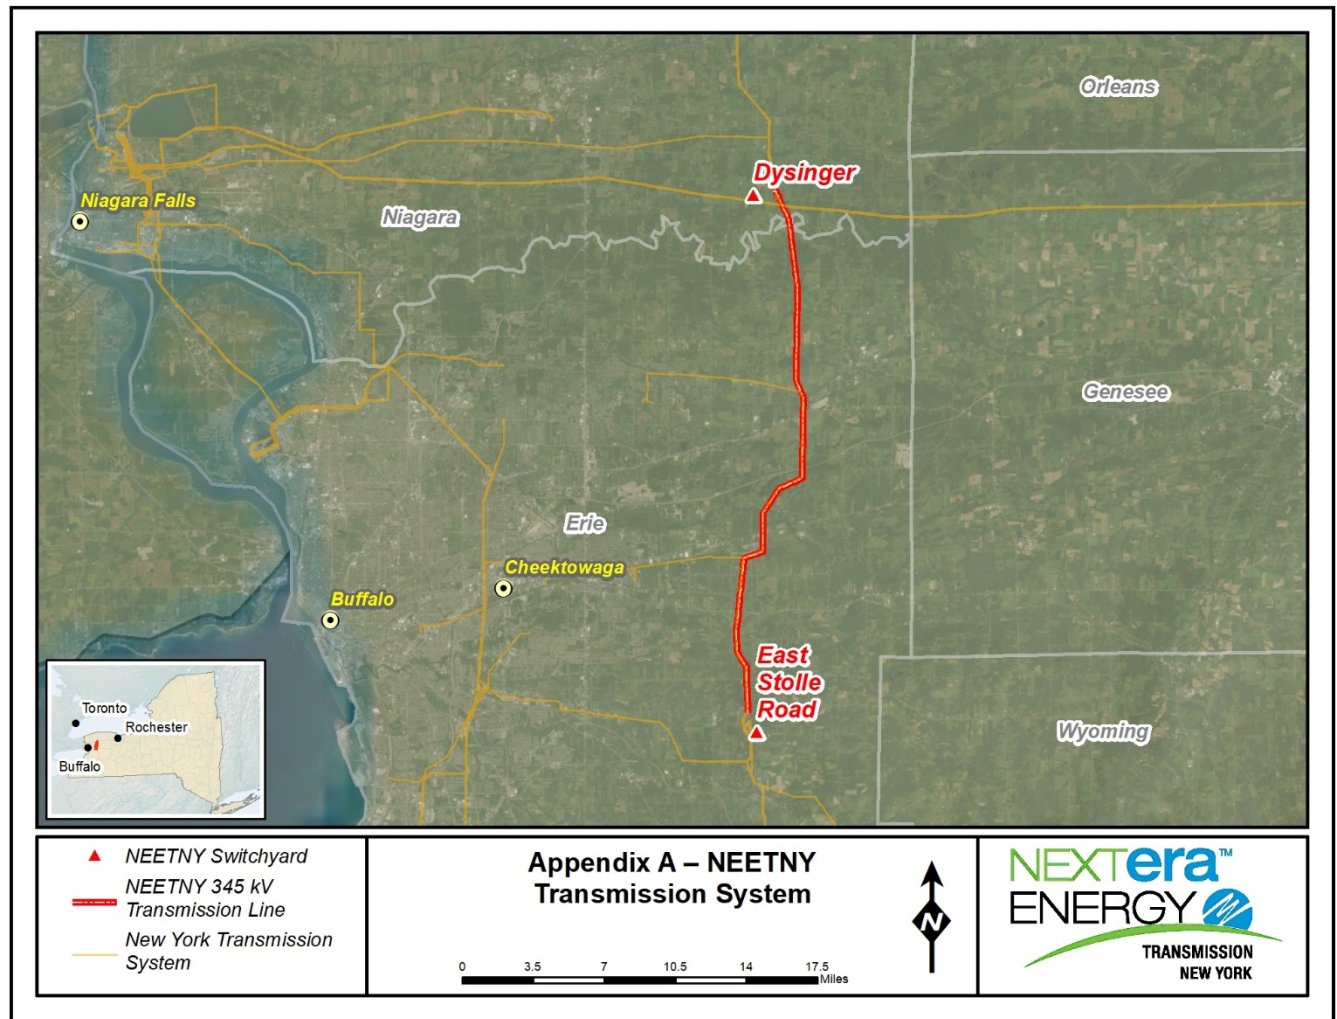 Orleans
Dysinger
Niagara Falls
Niagara
Genesee
Erie
Cheektowaga
Buffalo
East
Stolle
Road
Wyoming
Toronto
Rochester
Buffalo
NEETNY Switchyard
NEETNY 345 kV
Transmission Line
New York Transmission
System
Appendix A – NEETNY
Transmission System
0 3.5 7 10.5 14 17.5
Miles
N
NEXTera™
ENERGY
TRANSMISSION
NEW YORK